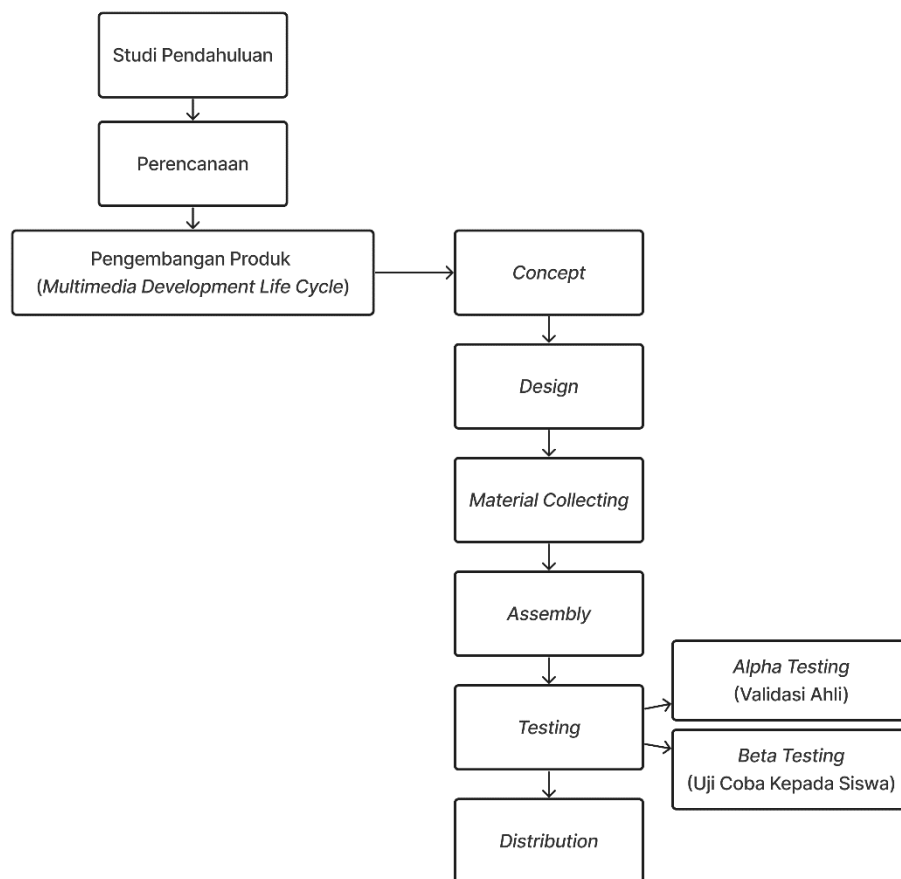 Studi Pendahuluan
Perencanaan
Pengembangan Produk
(Multimedia Development Life Cycle)
Concept
Design
Material Collecting
Assembly
Testing
Alpha Testing
(Validasi Ahli)
Beta Testing
(Uji Coba Kepada Siswa)
Distribution